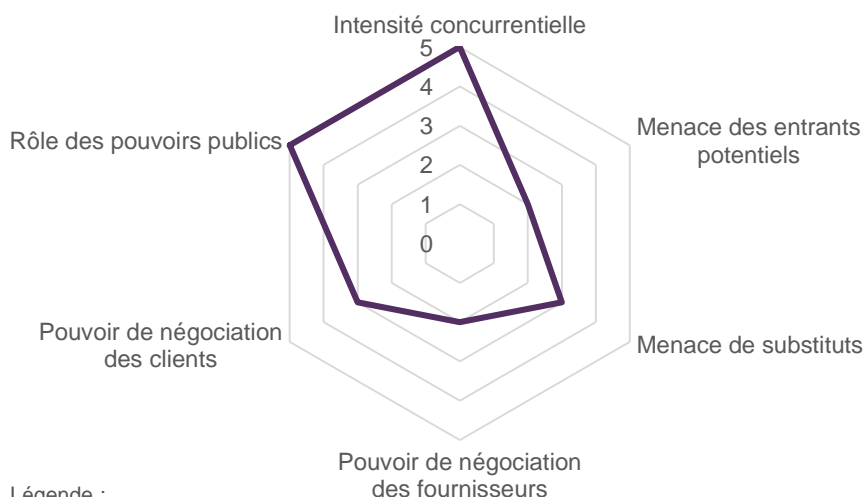 Intensité concurrentielle
5
4
3
2
1
0
Menace des entrants
potentiels
Menace de substituts
Pouvoir de négociation
des fournisseurs
Pouvoir de négociation
des clients
Rôle des pouvoirs publics
Légende :